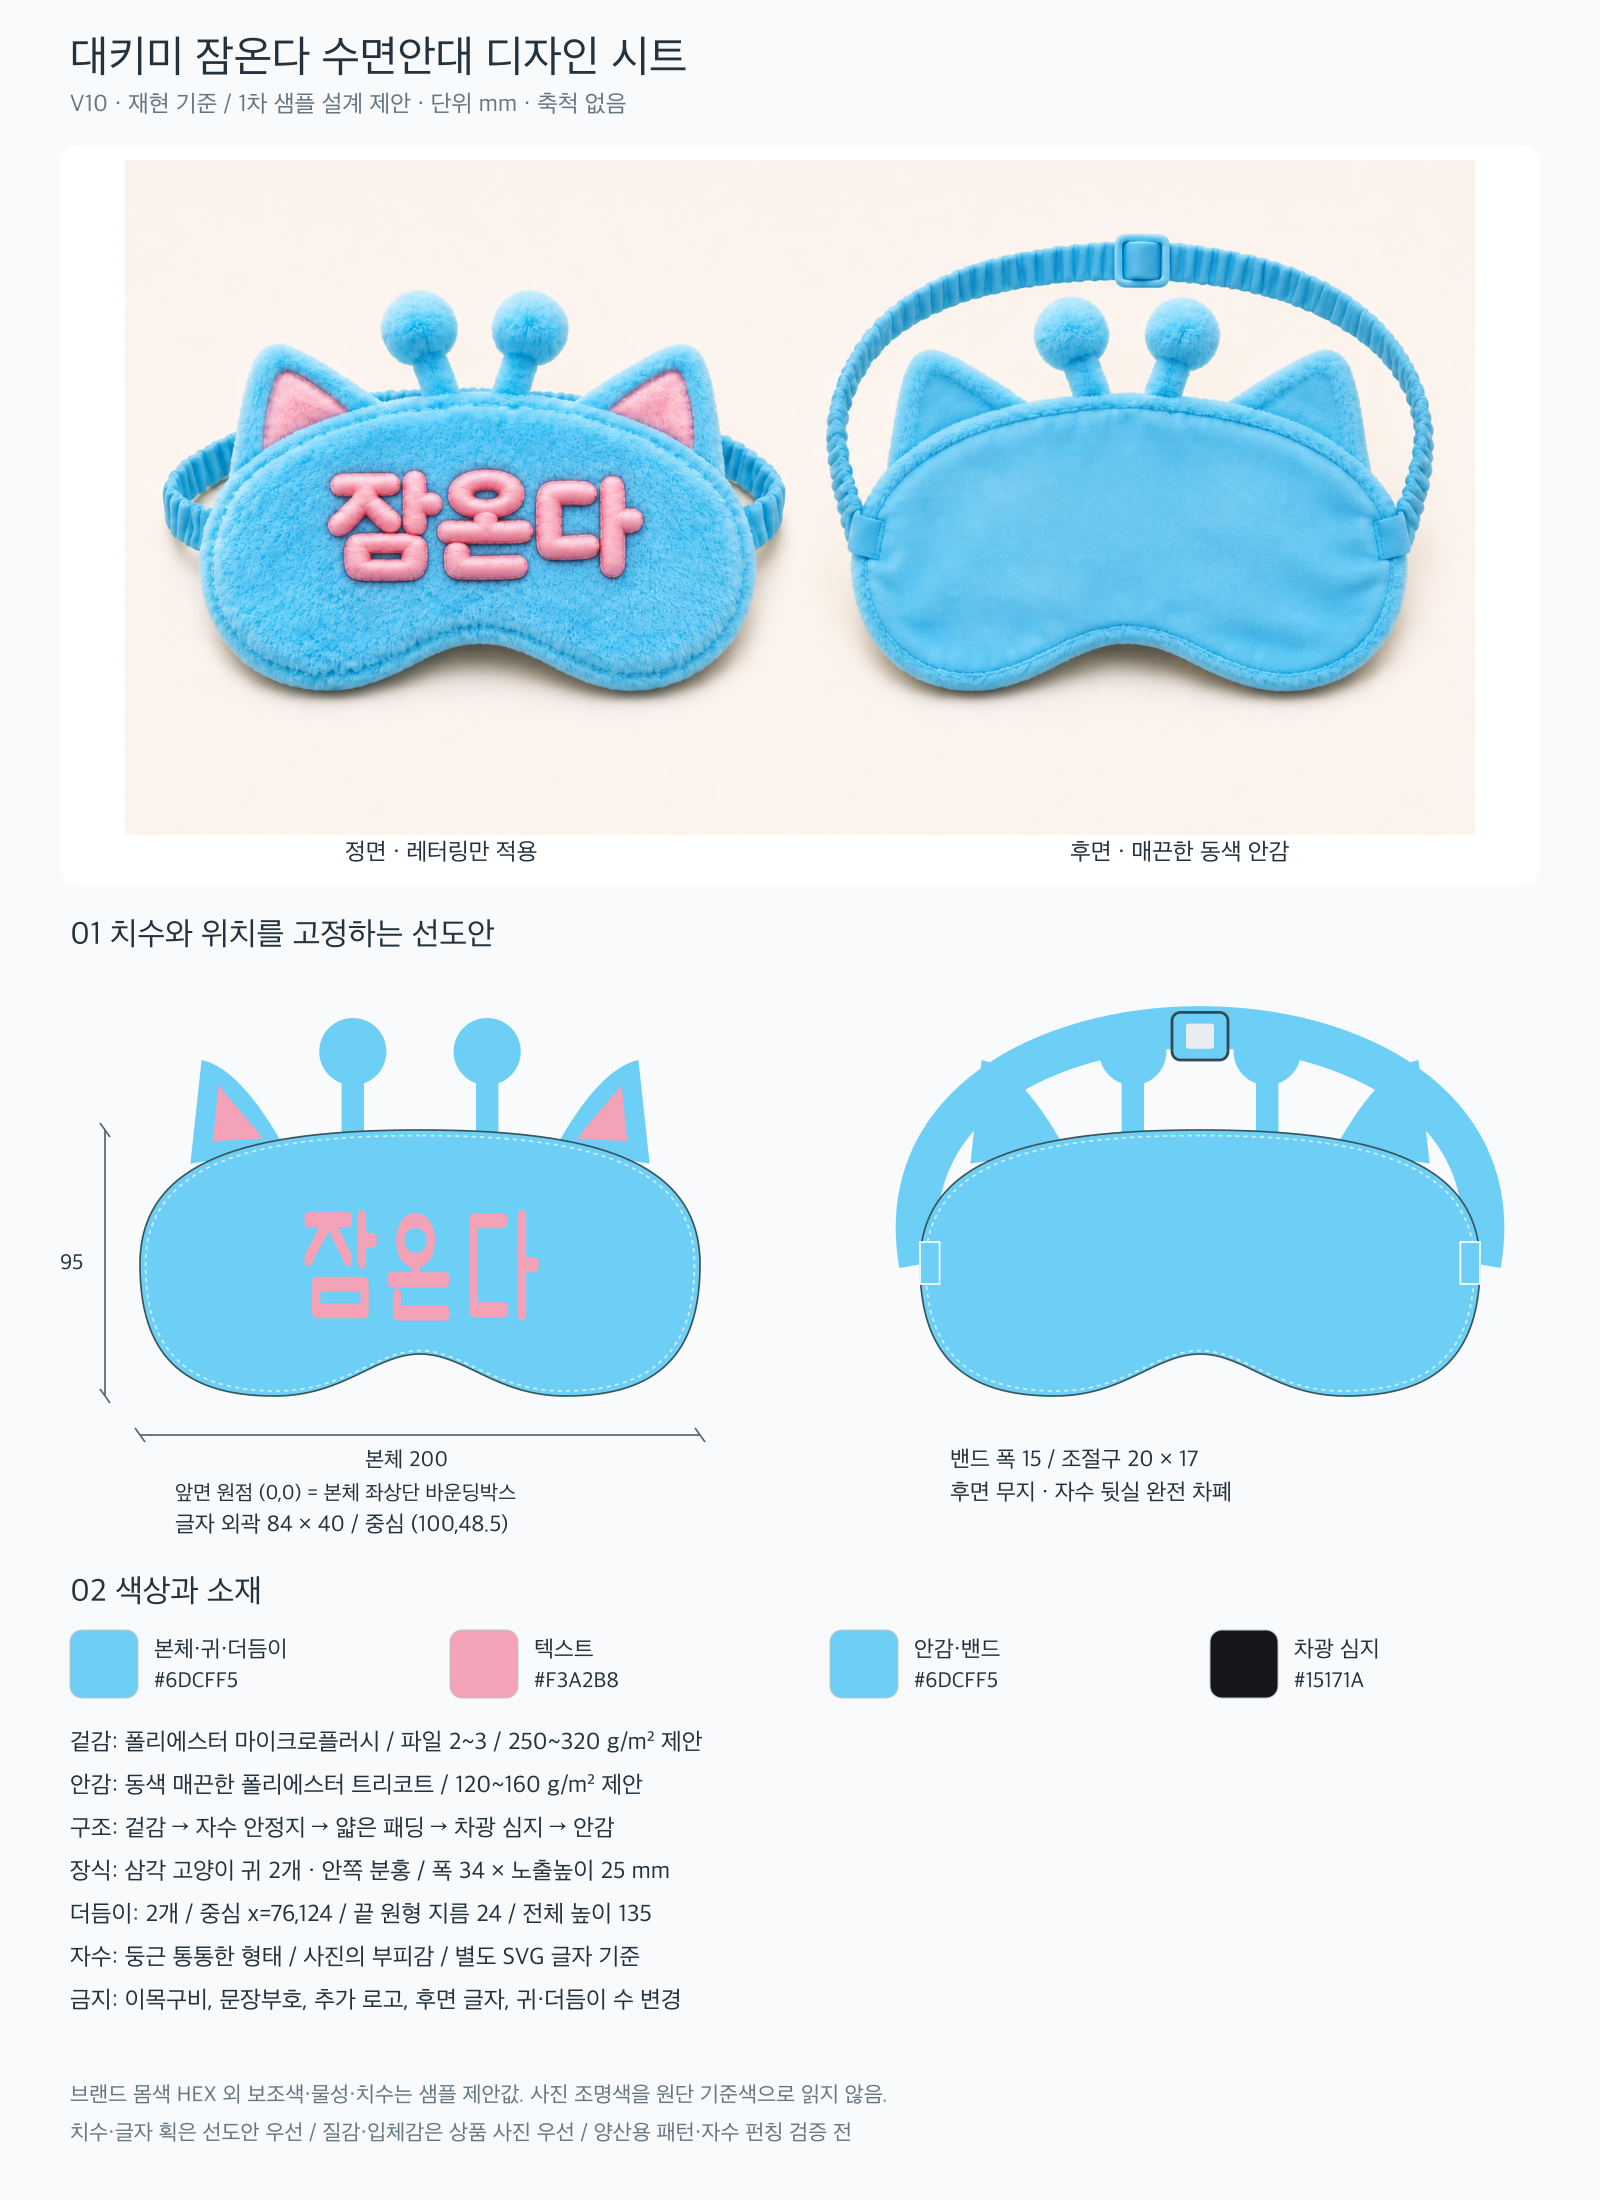 대키미 잠온다 수면안대 디자인 시트
V10 · 재현 기준 / 1차 샘플 설계 제안 · 단위 mm · 축척 없음
잠온다
정면 · 레터링만 적용
후면 · 매끈한 동색 안감
01 치수와 위치를 고정하는 선도안
잠온다
95
본체 200
앞면 원점 (0,0) = 본체 좌상단 바운딩박스
글자 외곽 84 × 40 / 중심 (100,48.5)
밴드 폭 15 / 조절구 20 × 17
후면 무지 · 자수 뒷실 완전 차폐
02 색상과 소재
본체·귀·더듬이
#6DCFF5
텍스트
#F3A2B8
안감·밴드
#6DCFF5
차광 심지
#15171A
겉감: 폴리에스터 마이크로플러시 / 파일 2~3 / 250~320 g/m² 제안
안감: 동색 매끈한 폴리에스터 트리코트 / 120~160 g/m² 제안
구조: 겉감 → 자수 안정지 → 얇은 패딩 → 차광 심지 → 안감
장식: 삼각 고양이 귀 2개 · 안쪽 분홍 / 폭 34 × 노출높이 25 mm
더듬이: 2개 / 중심 x=76,124 / 끝 원형 지름 24 / 전체 높이 135
자수: 둥근 통통한 형태 / 사진의 부피감 / 별도 SVG 글자 기준
금지: 이목구비, 문장부호, 추가 로고, 후면 글자, 귀·더듬이 수 변경
브랜드 몸색 HEX 외 보조색·물성·치수는 샘플 제안값. 사진 조명색을 원단 기준색으로 읽지 않음.
치수·글자 획은 선도안 우선 / 질감·입체감은 상품 사진 우선 / 양산용 패턴·자수 펀칭 검증 전